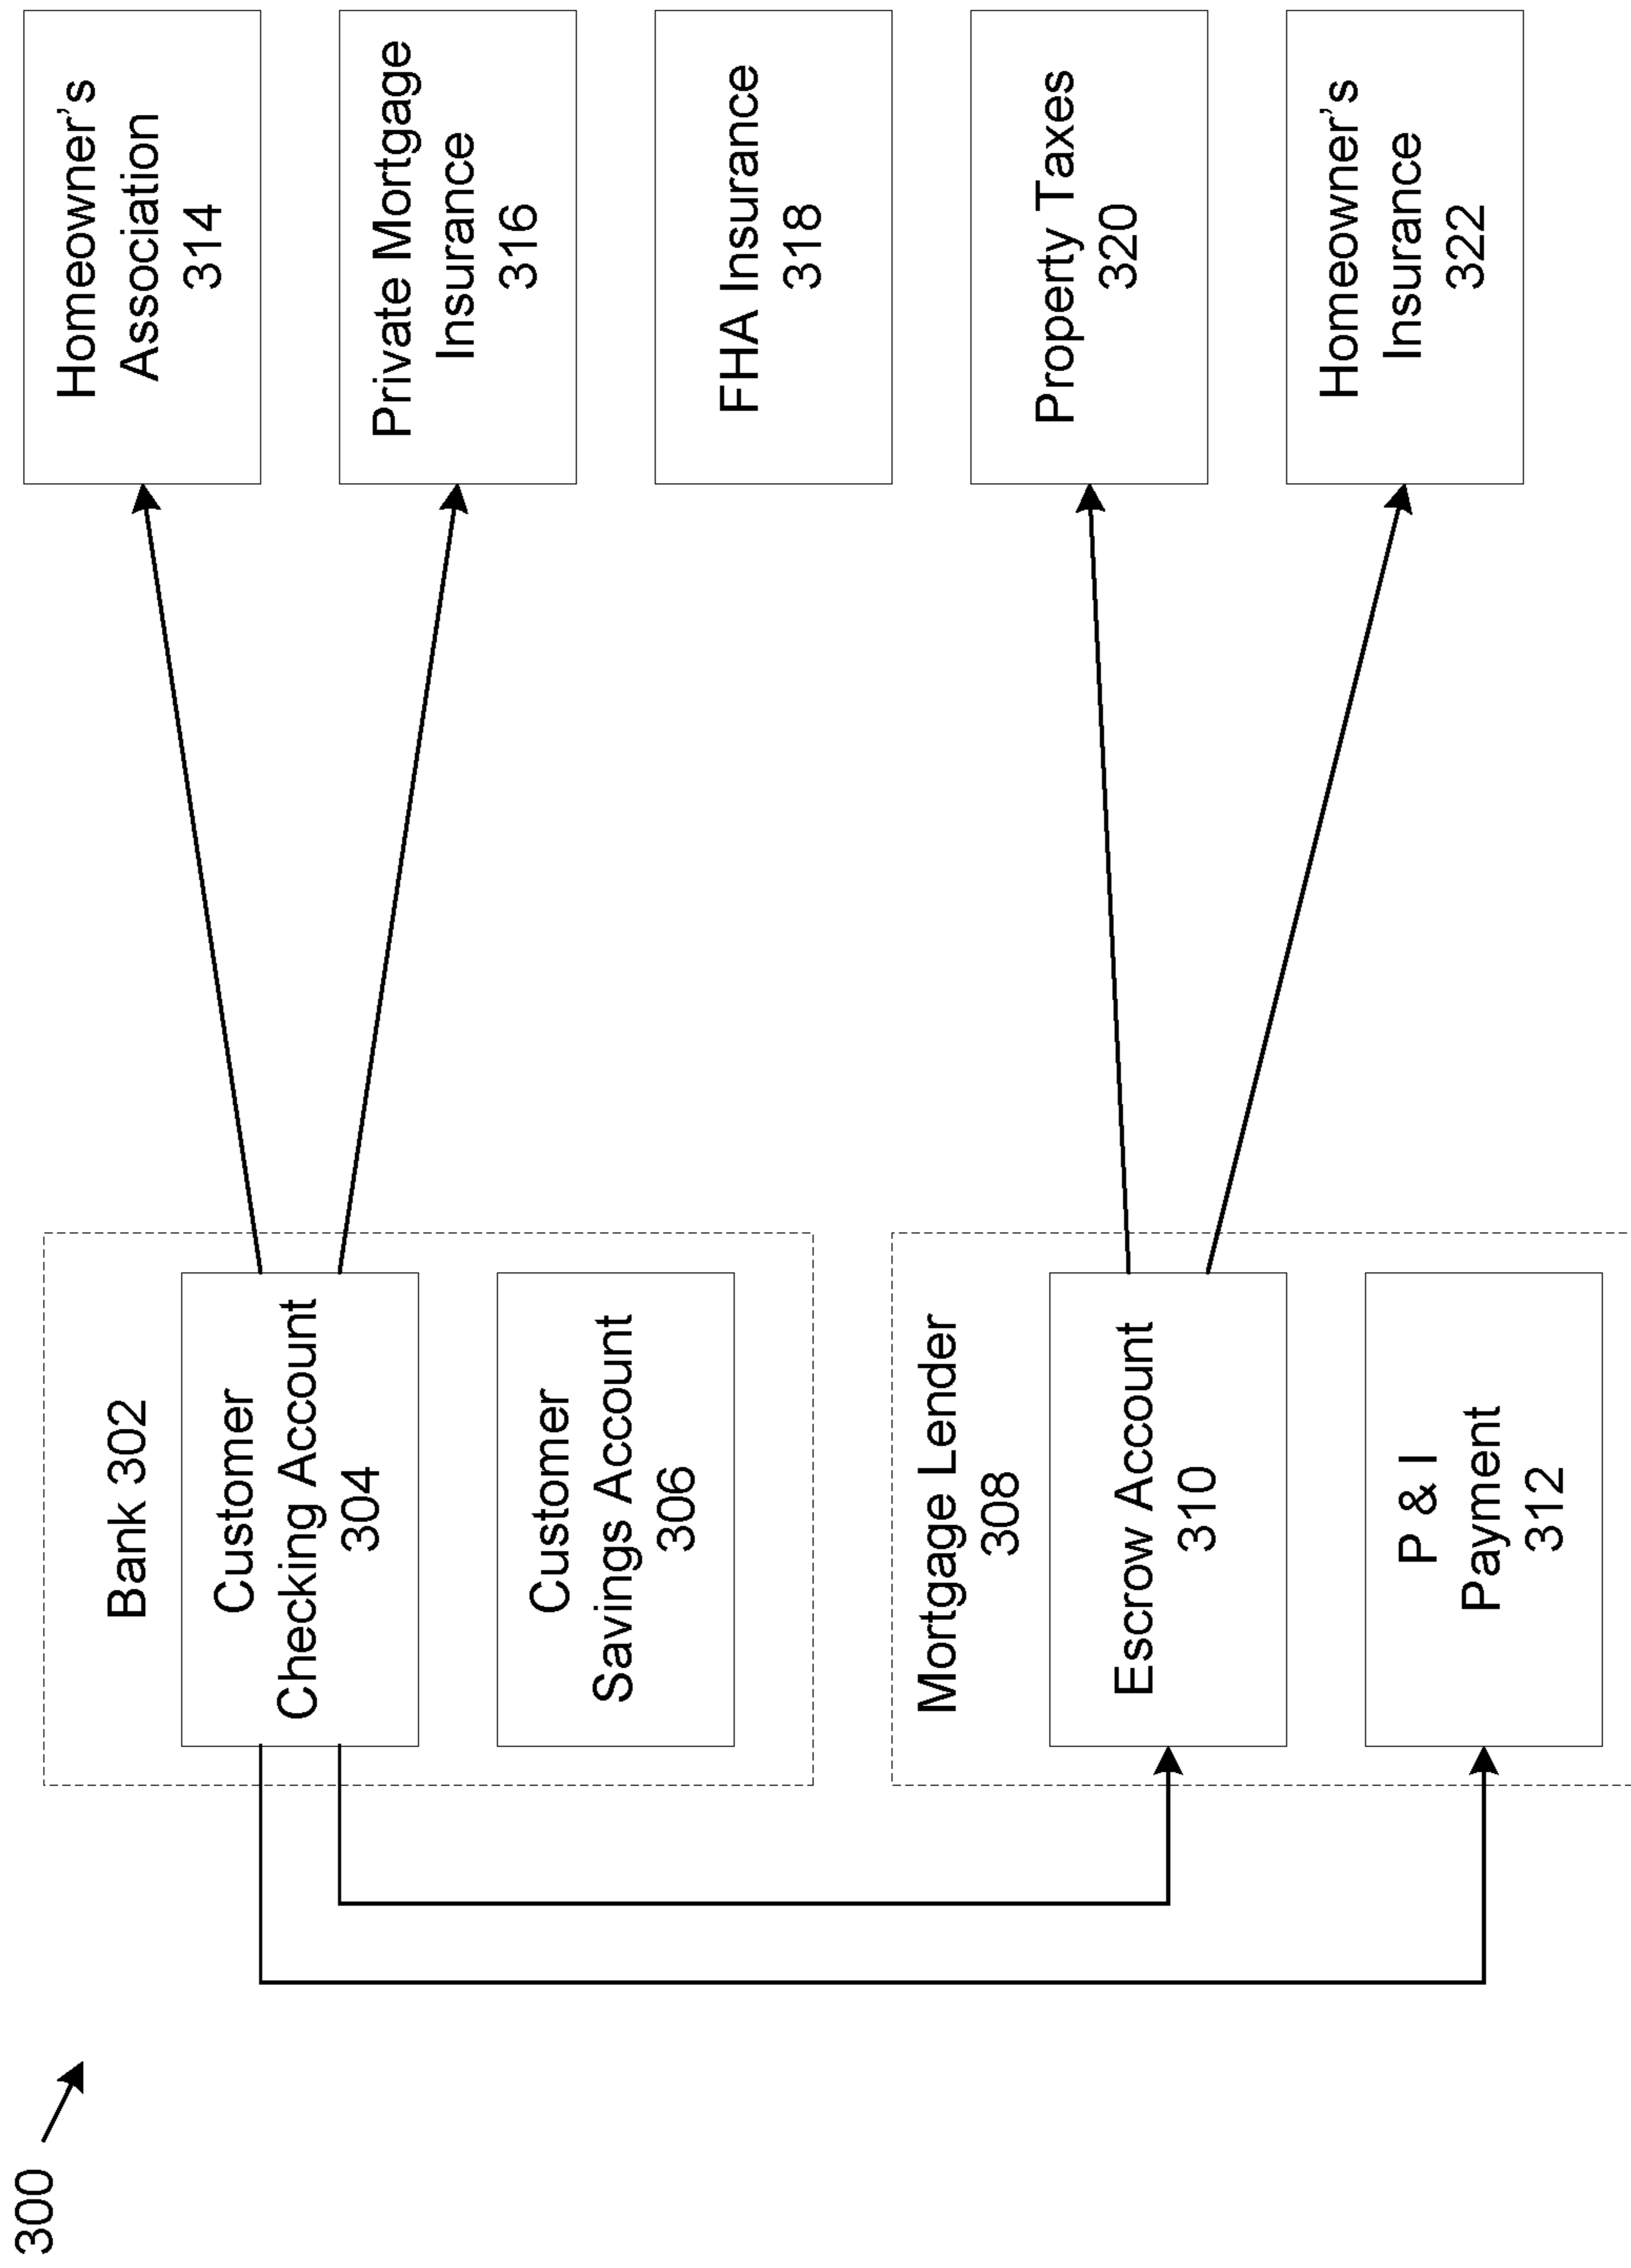 300
Bank 302
Customer
Checking Account
304
Customer
Savings Account
306
Mortgage Lender
308
Escrow Account
310
P & I
Payment
312
Homeowner's
Association
314
Private Mortgage
Insurance
316
FHA Insurance
318
Property Taxes
320
Homeowner's
Insurance
322